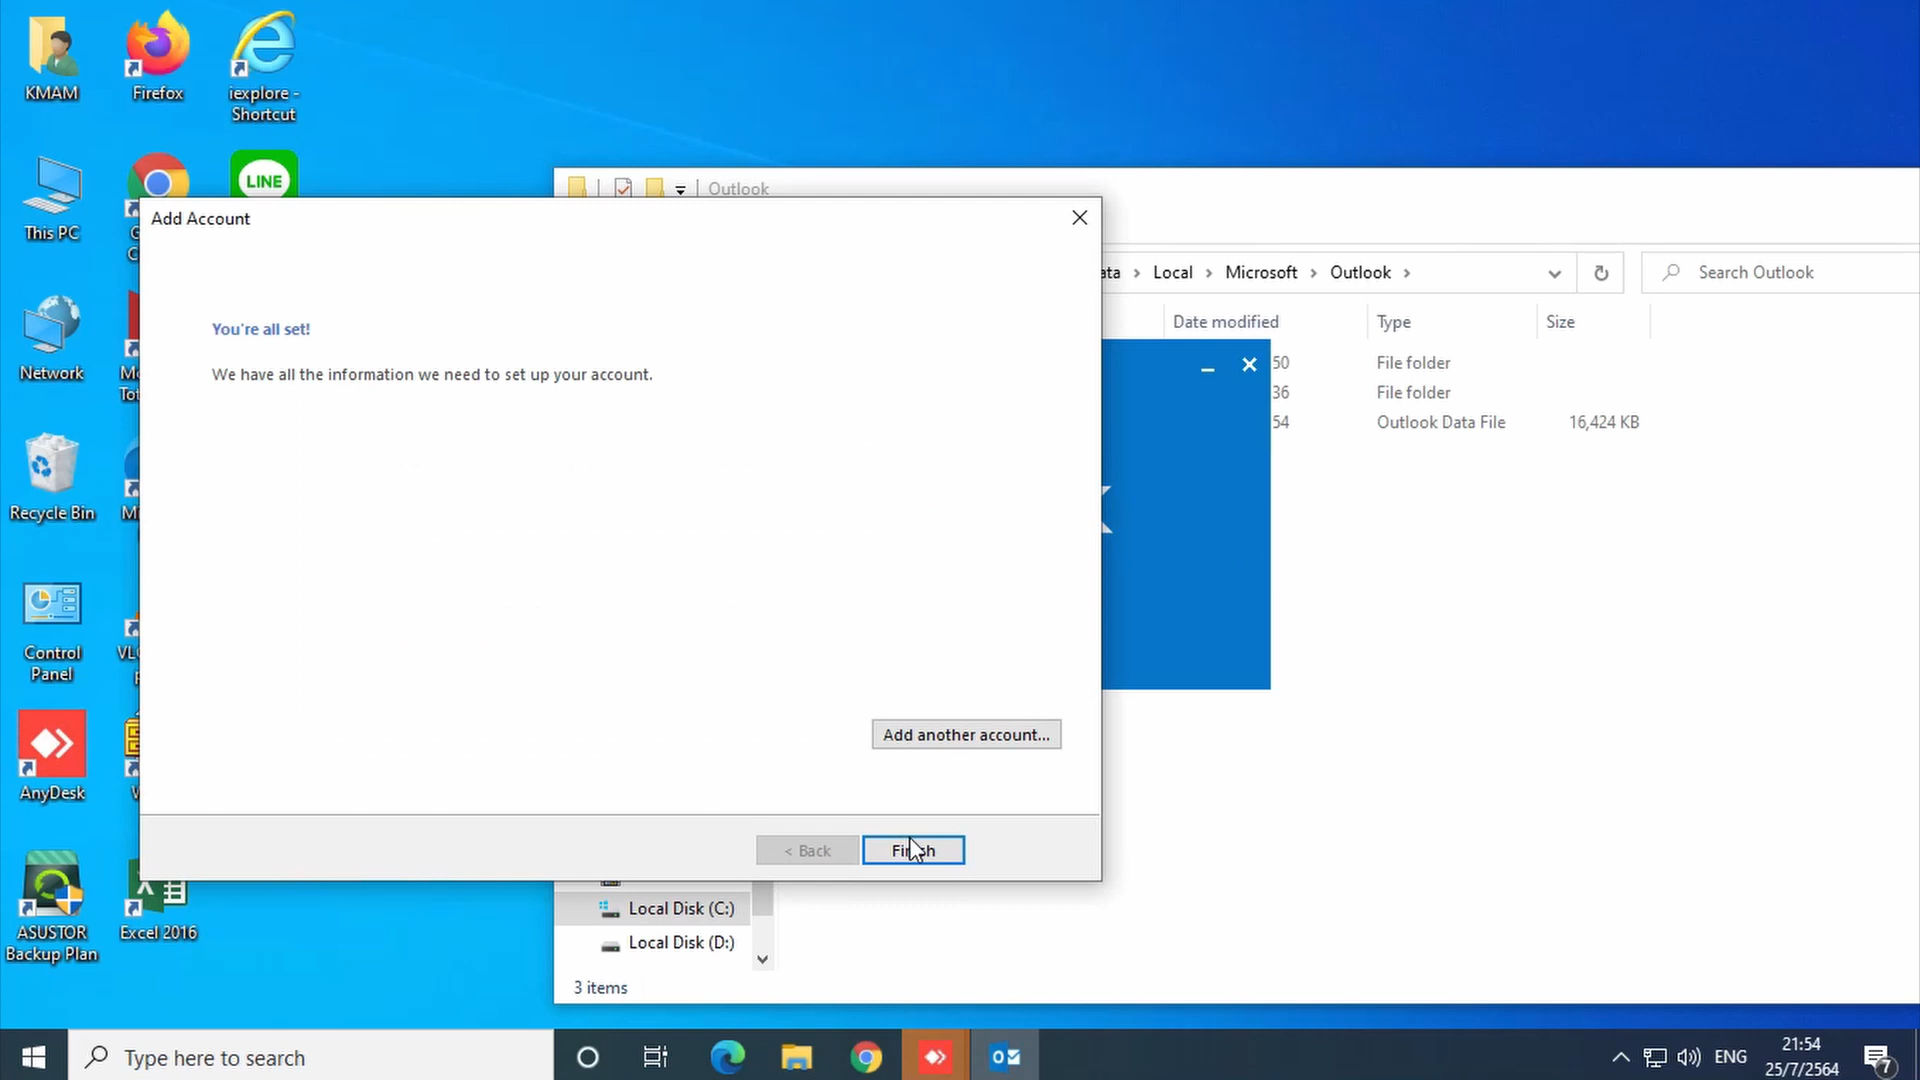 KMAM
Firefox
iexplore -
Shortcut
This PC
LINE
Network
Recycle Bin
Control
Panel
AnyDesk
ASUSTOR
Backup Plan
Excel 2016
Outlook
Add Account
Local > Microsoft > Outlook >
Search Outlook
Date modified
Type
Size
You're all set!
We have all the information we need to set up your account.
50
File folder
36
File folder
54
Outlook Data File
16,424 KB
Add another account...
< Back
Finish
Local Disk (C:)
Local Disk (D:)
3 items
Type here to search
ENG
21:54
25/7/2564
7